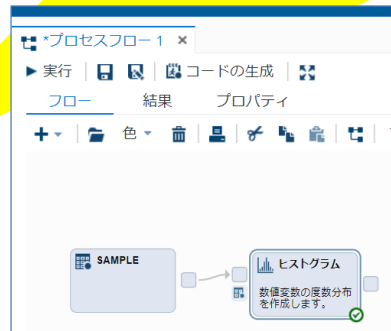 *プロセスフロー 1 ×
実行 コードの生成
フロー 結果 プロパティ
色
SAMPLE
ヒストグラム
数値変数の度数分布
を作成します。